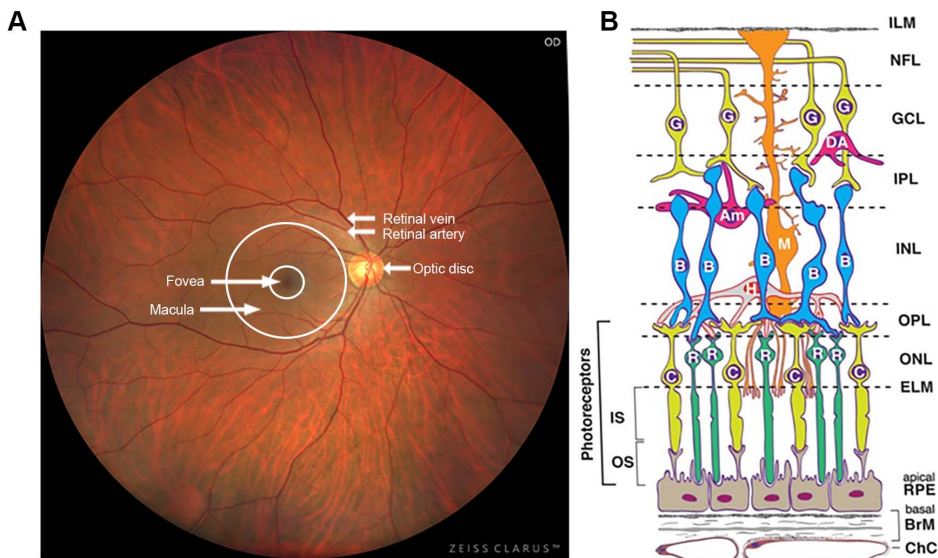 A
OD
Retinal vein
Retinal artery
Optic disc
Fovea
Macula
ZEISS CLARUS™
B
ILM
NFL
GCL
IPL
INL
OPL
ONL
ELM
apical
RPE
basal
BrM
ChC
Photoreceptors
IS
OS
G
G
G
G
DA
Am
M
B
B
B
B
B
H
R
R
R
R
R
C
C
C
C